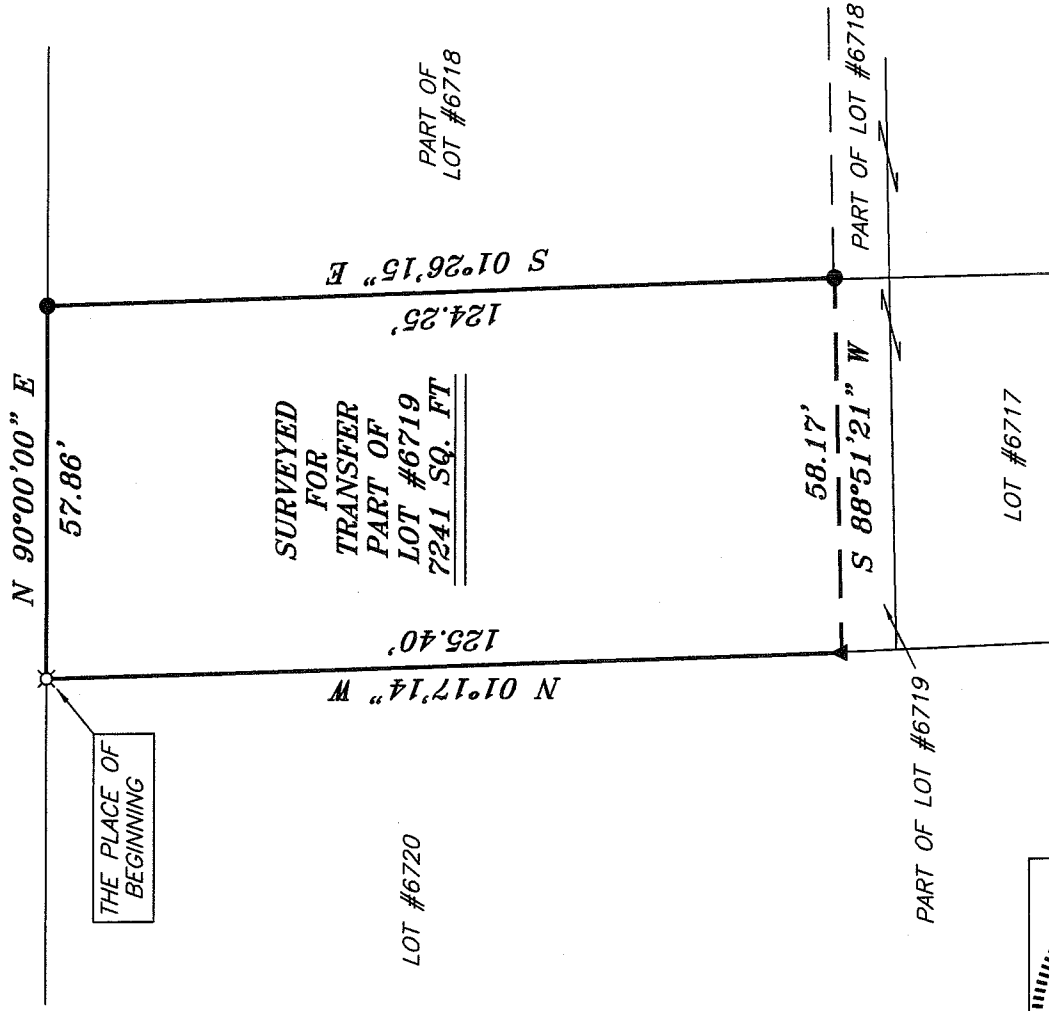 N 90°00'00" E
57.86'
THE PLACE OF
BEGINNING
PART OF
LOT #6718
S 01°26'15" E
124.25'
SURVEYED
FOR
TRANSFER
PART OF
LOT #6719
7241 SQ. FT
125.40'
N 01°17'14" W
LOT #6720
58.17'
S 88°51'21" W
PART OF LOT #6718
PART OF LOT #6719
LOT #6717